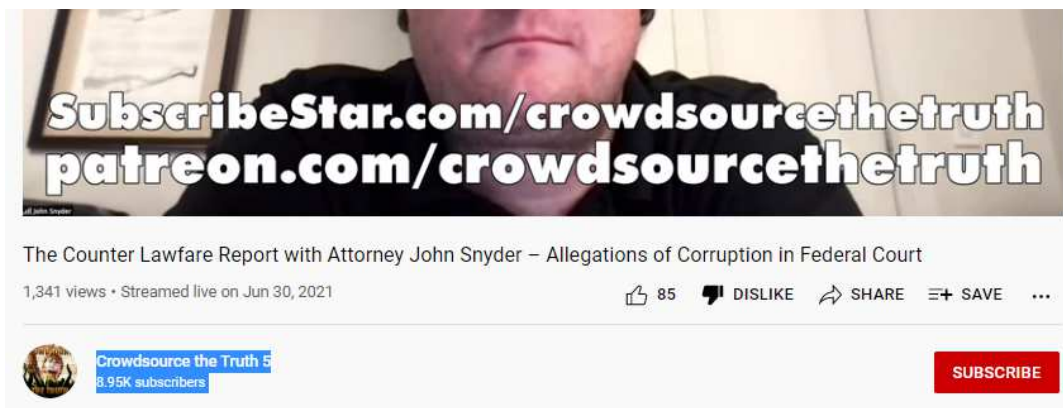 SubscribeStar.com/crowdsourcethetruth
patreon.com/crowdsourcethetruth
John Snyder
The Counter Lawfare Report with Attorney John Snyder – Allegations of Corruption in Federal Court
1,341 views • Streamed live on Jun 30, 2021
85 DISLIKE SHARE SAVE
Crowdsource the Truth 5
8.95K subscribers
SUBSCRIBE